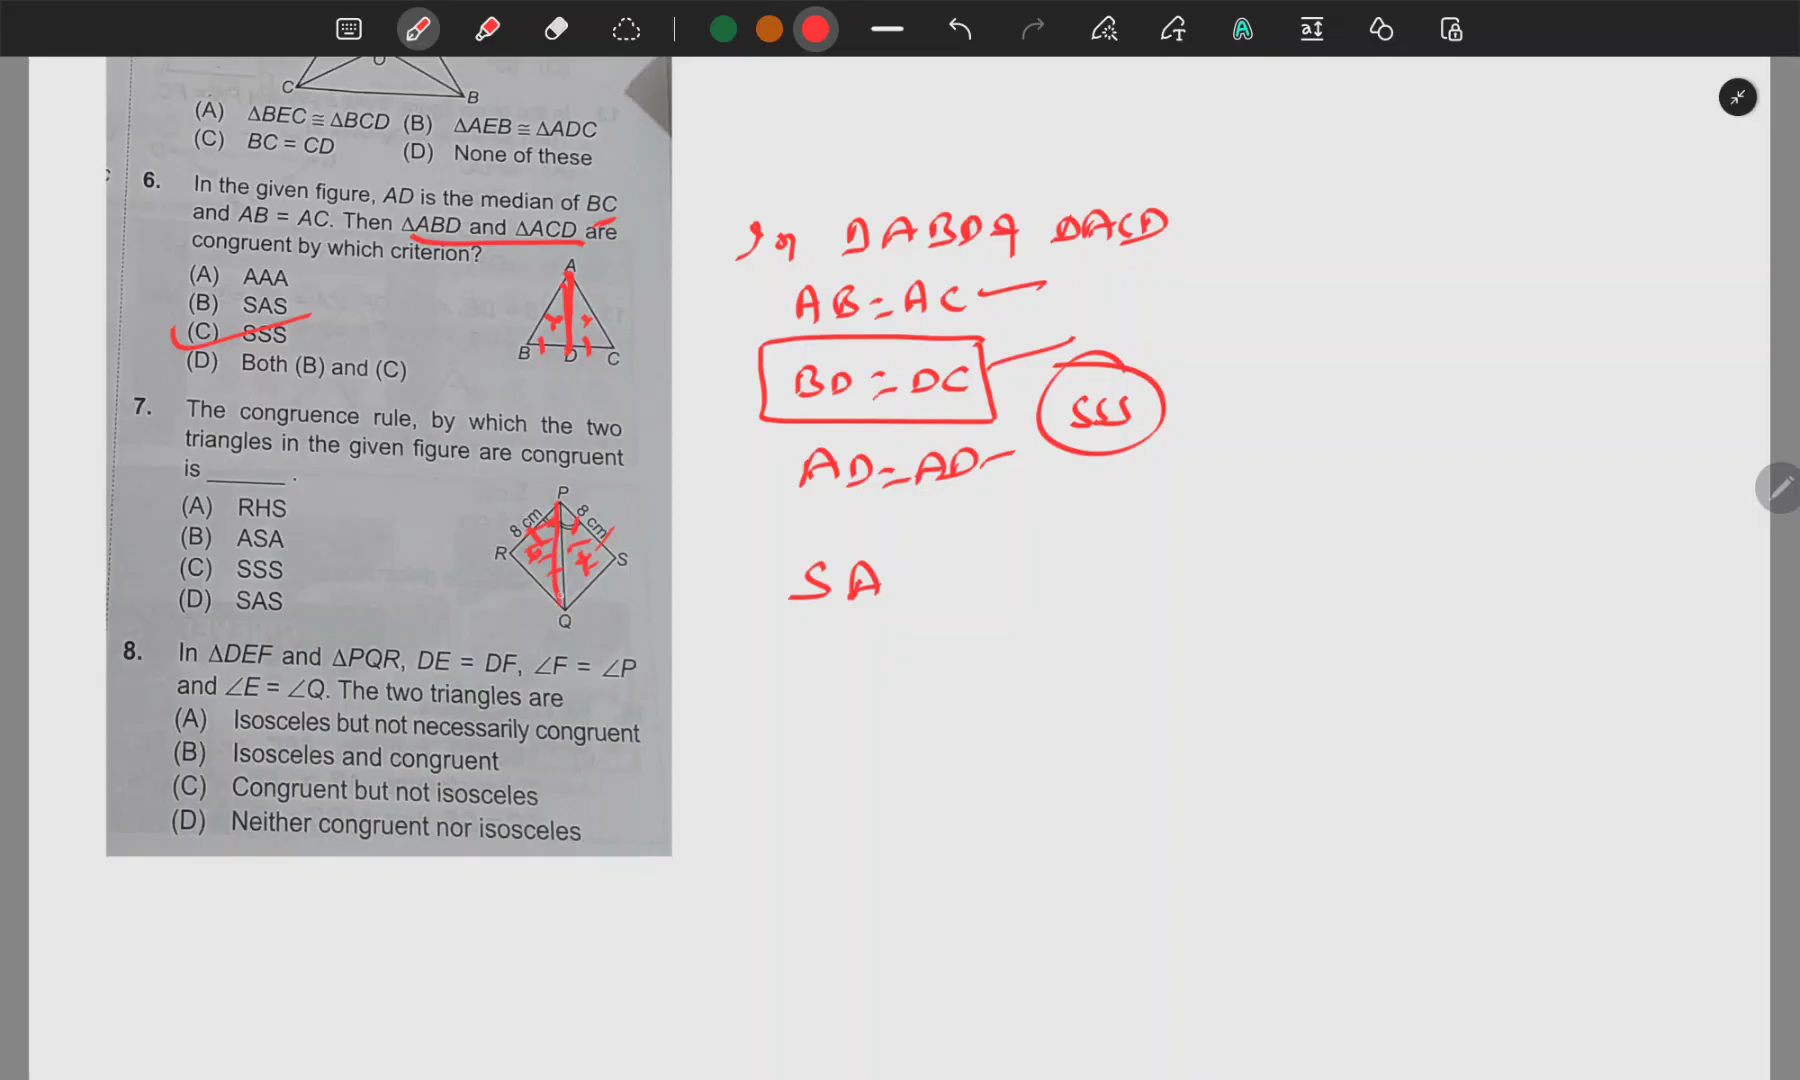 C
B
(A) ΔBEC ≅ ΔBCD (B) ΔAEB ≅ ΔADC
(C) BC = CD (D) None of these
6. In the given figure, AD is the median of BC
and AB = AC. Then ΔABD and ΔACD are
congruent by which criterion?
(A) AAA
(B) SAS
(C) SSS
(D) Both (B) and (C)
A
B D C
7. The congruence rule, by which the two
triangles in the given figure are congruent
is ______ .
(A) RHS
(B) ASA
(C) SSS
(D) SAS
P
8 cm 8 cm
R S
Q
8. In ΔDEF and ΔPQR, DE = DF, ∠F = ∠P
and ∠E = ∠Q. The two triangles are
(A) Isosceles but not necessarily congruent
(B) Isosceles and congruent
(C) Congruent but not isosceles
(D) Neither congruent nor isosceles
In ΔABD & ΔACD
AB = AC
BD = DC
SSS
AD = AD
SA